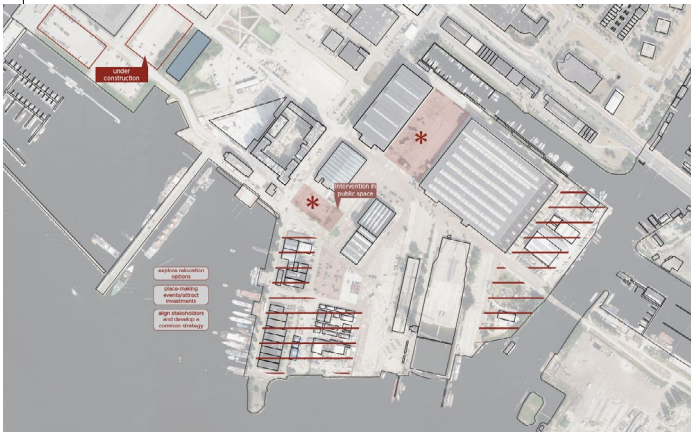 under
construction
*
intervention in
public space
*
explore relocation
options
place-making
events/attract
investments
align stakeholders
and develop a
common strategy